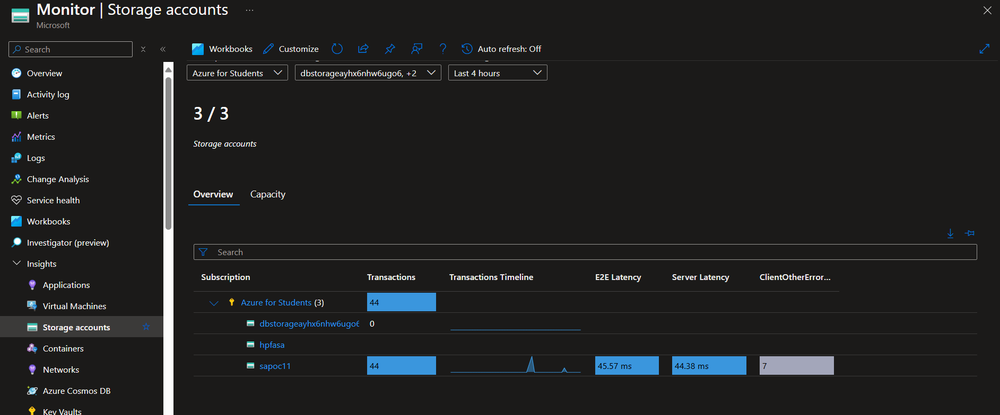 Monitor | Storage accounts ...
Microsoft
Search
Workbooks Customize Auto refresh: Off
Azure for Students dbstorageayhx6nhw6ugo6, +2 Last 4 hours
Overview
Activity log
Alerts
Metrics
Logs
Change Analysis
Service health
Workbooks
Investigator (preview)
Insights
Applications
Virtual Machines
Storage accounts
Containers
Networks
Azure Cosmos DB
Key Vaults
3 / 3
Storage accounts
Overview Capacity
Search
Subscription Transactions Transactions Timeline E2E Latency Server Latency ClientOtherError...
Azure for Students (3) 44
dbstorageayhx6nhw6ugo6 0
hpfasa
sapoc11 44 45.57 ms 44.38 ms 7